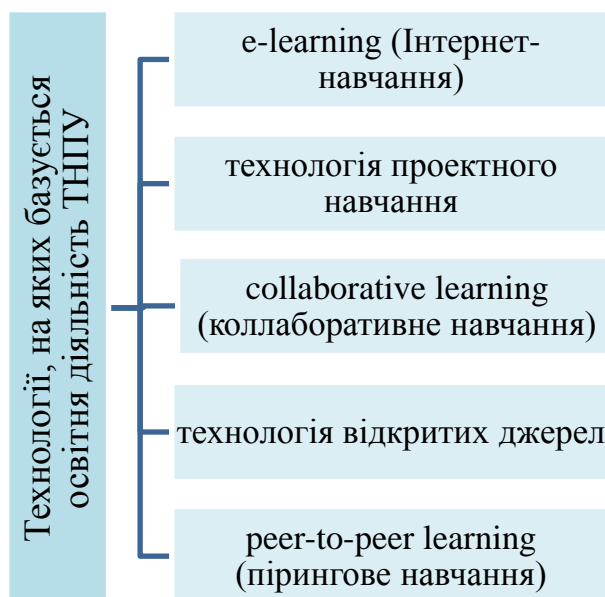 Технології, на яких базується
освітня діяльність ТНПУ
e-learning (Інтернет-
навчання)
технологія проектного
навчання
collaborative learning
(коллаборативне навчання)
технологія відкритих джерел
peer-to-peer learning
(пірингове навчання)